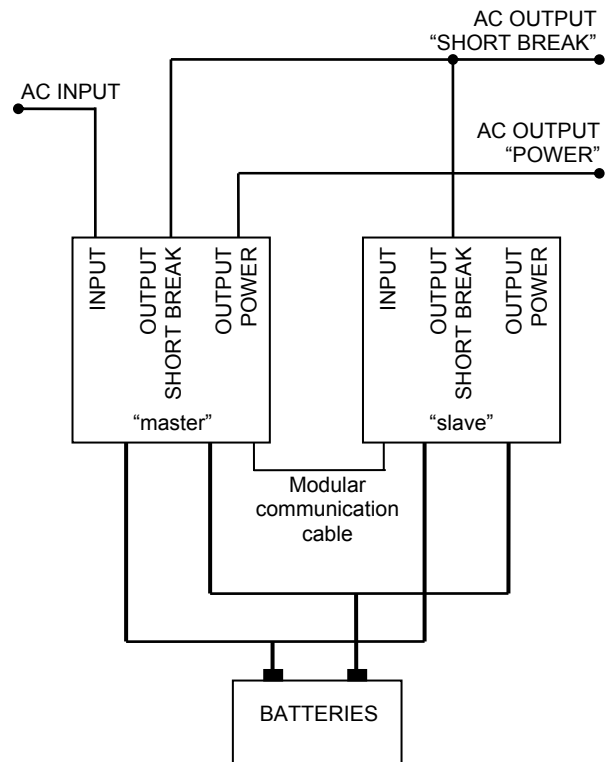 AC OUTPUT
“SHORT BREAK”
AC INPUT
AC OUTPUT
“POWER”
INPUT
OUTPUT
SHORT BREAK
OUTPUT
POWER
“master”
INPUT
OUTPUT
SHORT BREAK
OUTPUT
POWER
“slave”
Modular
communication
cable
BATTERIES